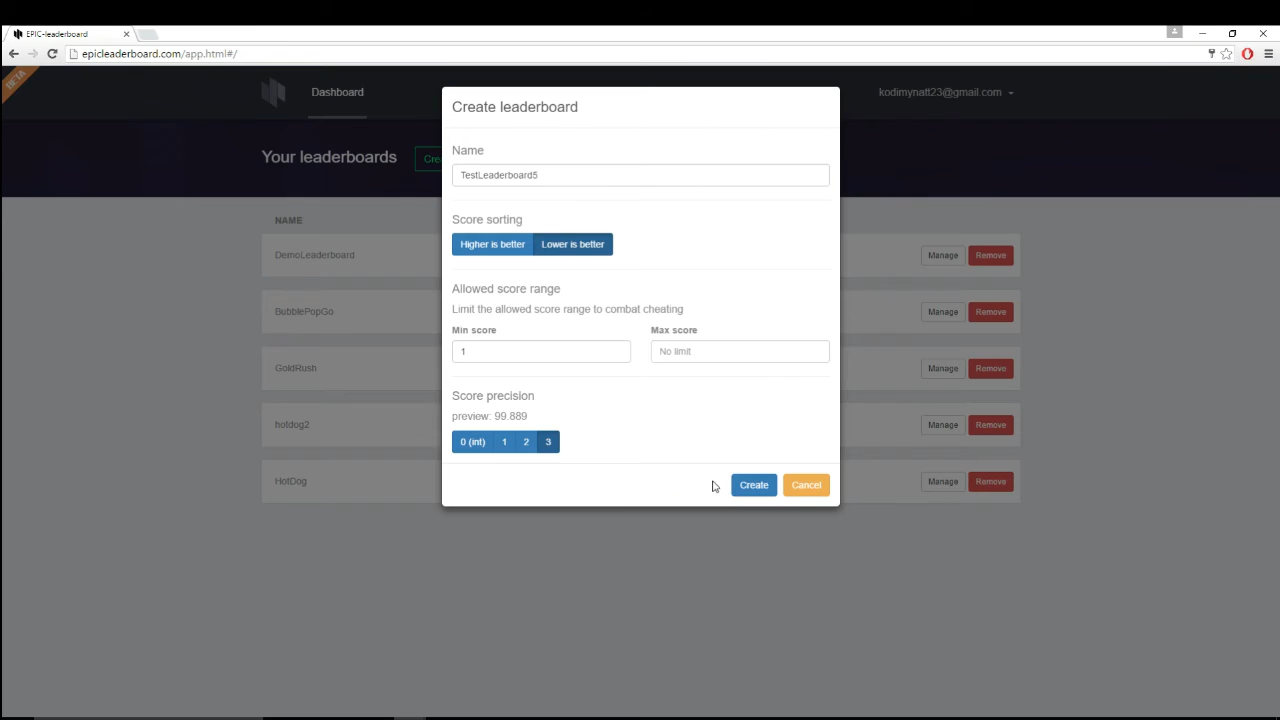 EPIC-leaderboard
epicleaderboard.com/app.html#/
BETA
Dashboard
kodimynatt23@gmail.com
Your leaderboards
Cre
NAME
DemoLeaderboard
Manage
Remove
BubblePopGo
Manage
Remove
GoldRush
Manage
Remove
hotdog2
Manage
Remove
HotDog
Manage
Remove
Create leaderboard
Name
TestLeaderboard5
Score sorting
Higher is better
Lower is better
Allowed score range
Limit the allowed score range to combat cheating
Min score
Max score
1
No limit
Score precision
preview: 99.889
0 (int) 1 2 3
Create
Cancel